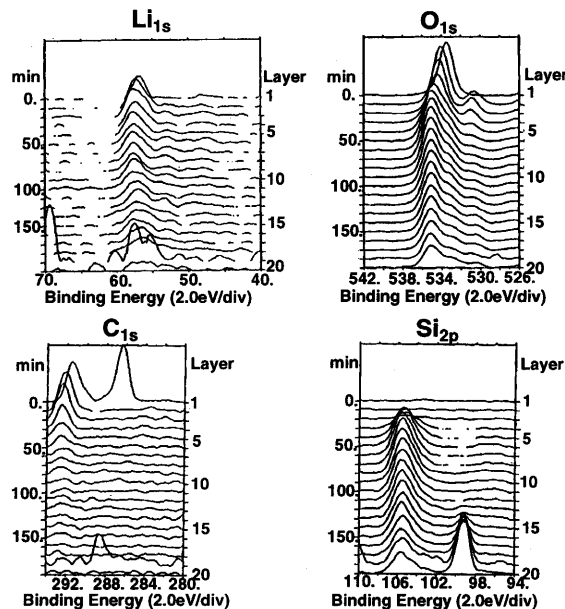 Li1s
min
Layer
0.
50.
100.
150.
1
5
10
15
20
70. 60. 50. 40.
Binding Energy (2.0eV/div)
O1s
min
Layer
0.
50.
100.
150.
1
5
10
15
20
542. 538. 534. 530. 526.
Binding Energy (2.0eV/div)
C1s
min
Layer
0.
50.
100.
150.
1
5
10
15
20
292. 288. 284. 280.
Binding Energy (2.0eV/div)
Si2p
min
Layer
0.
50.
100.
150.
1
5
10
15
20
110. 106. 102. 98. 94.
Binding Energy (2.0eV/div)